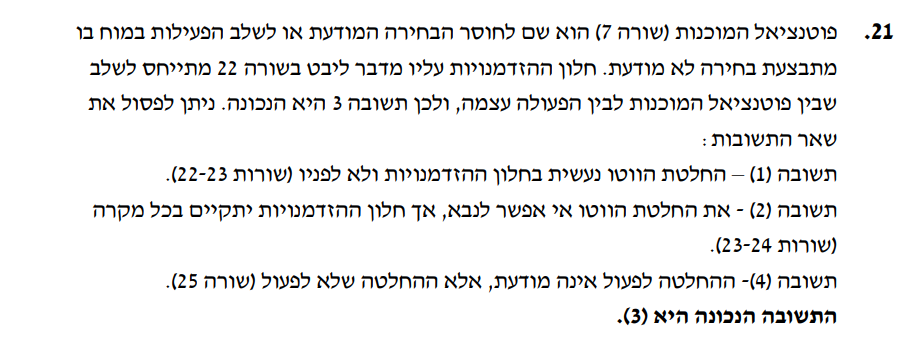 21. פוטנציאל המוכנות (שורה 7) הוא שם לחוסר הבחירה המודעת או לשלב הפעילות במוח בו
מתבצעת בחירה לא מודעת. חלון ההזדמנויות עליו מדבר ליבט בשורה 22 מתייחס לשלב
שבין פוטנציאל המוכנות לבין הפעולה עצמה, ולכן תשובה 3 היא הנכונה. ניתן לפסול את
שאר התשובות:
תשובה (1) – החלטת הווטו נעשית בחלון ההזדמנויות ולא לפניו (שורות 22-23).
תשובה (2) - את החלטת הווטו אי אפשר לנבא, אך חלון ההזדמנויות יתקיים בכל מקרה
(שורות 23-24).
תשובה (4)- ההחלטה לפעול אינה מודעת, אלא ההחלטה שלא לפעול (שורה 25).
התשובה הנכונה היא (3).